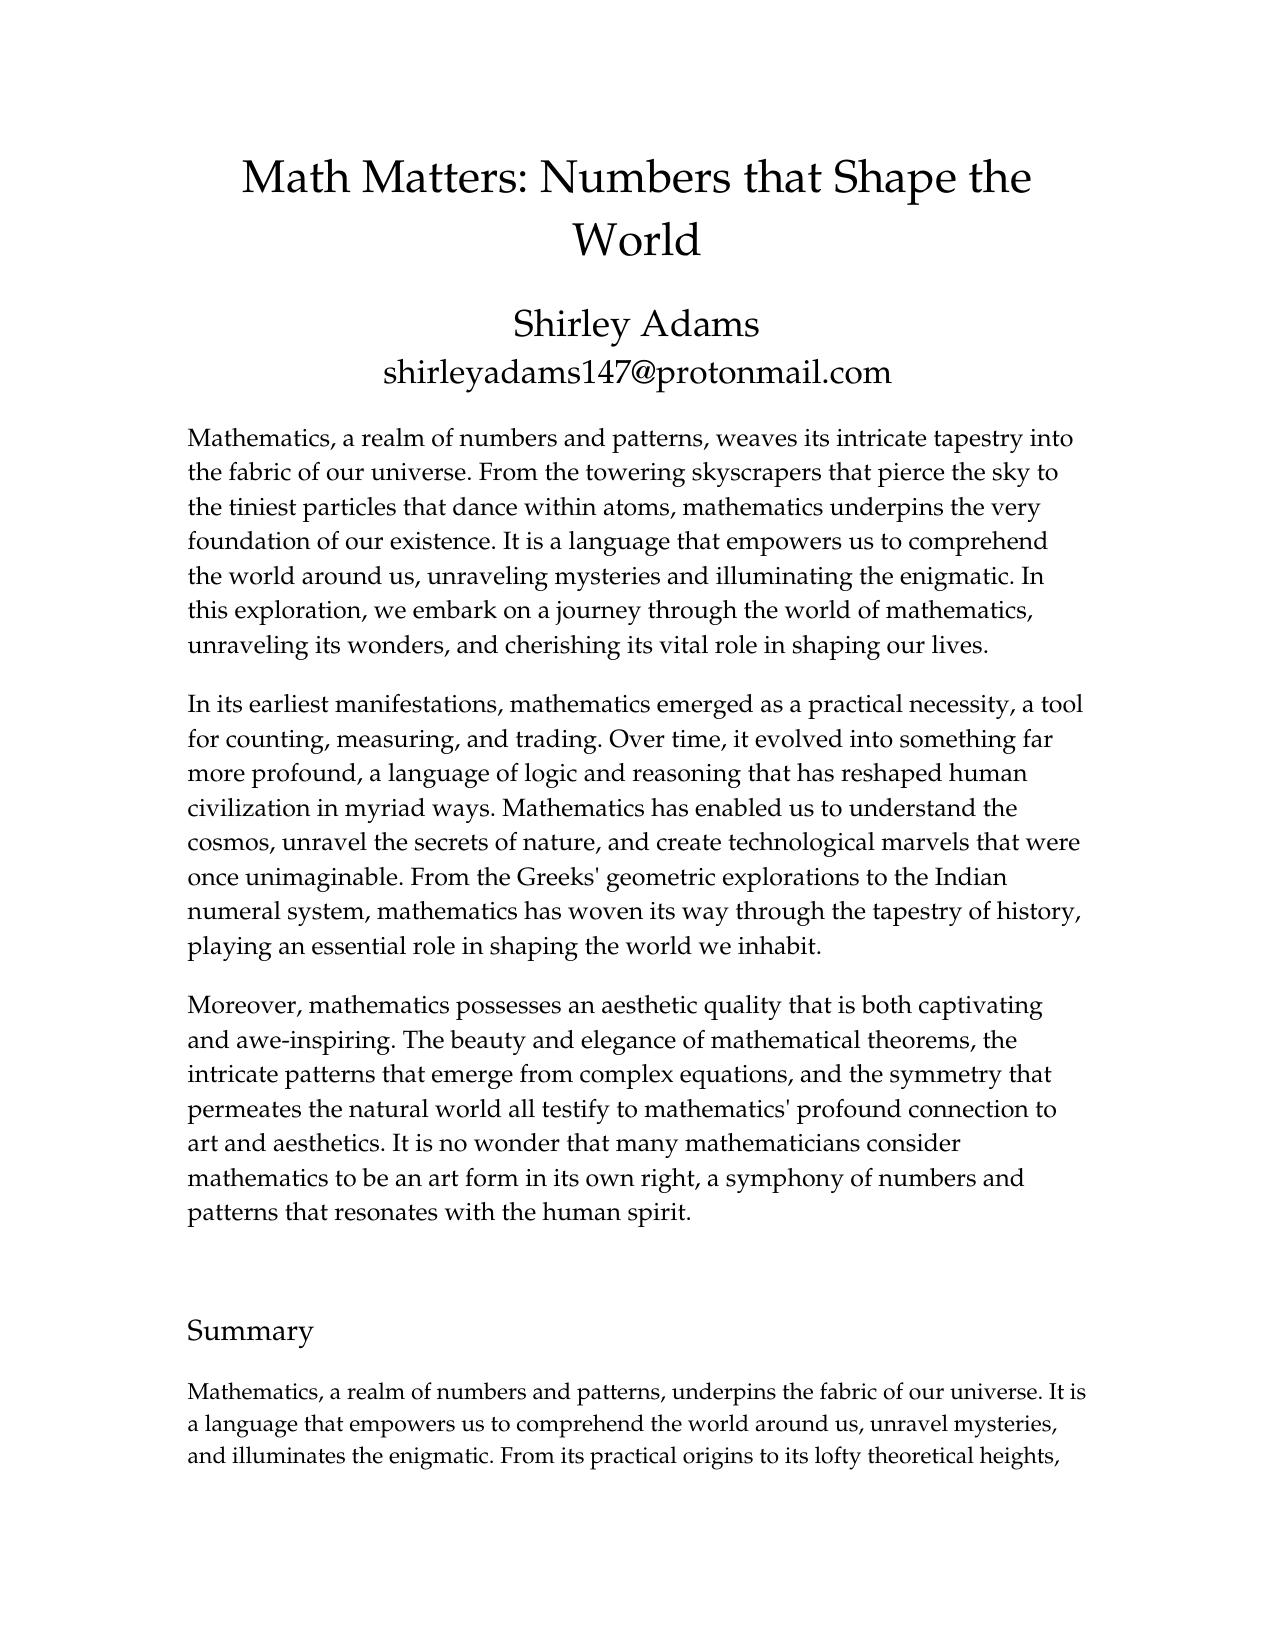 Math Matters: Numbers that Shape the
World
Shirley Adams
shirleyadams147@protonmail.com
Mathematics, a realm of numbers and patterns, weaves its intricate tapestry into
the fabric of our universe. From the towering skyscrapers that pierce the sky to
the tiniest particles that dance within atoms, mathematics underpins the very
foundation of our existence. It is a language that empowers us to comprehend
the world around us, unraveling mysteries and illuminating the enigmatic. In
this exploration, we embark on a journey through the world of mathematics,
unraveling its wonders, and cherishing its vital role in shaping our lives.
In its earliest manifestations, mathematics emerged as a practical necessity, a tool
for counting, measuring, and trading. Over time, it evolved into something far
more profound, a language of logic and reasoning that has reshaped human
civilization in myriad ways. Mathematics has enabled us to understand the
cosmos, unravel the secrets of nature, and create technological marvels that were
once unimaginable. From the Greeks' geometric explorations to the Indian
numeral system, mathematics has woven its way through the tapestry of history,
playing an essential role in shaping the world we inhabit.
Moreover, mathematics possesses an aesthetic quality that is both captivating
and awe-inspiring. The beauty and elegance of mathematical theorems, the
intricate patterns that emerge from complex equations, and the symmetry that
permeates the natural world all testify to mathematics' profound connection to
art and aesthetics. It is no wonder that many mathematicians consider
mathematics to be an art form in its own right, a symphony of numbers and
patterns that resonates with the human spirit.
Summary
Mathematics, a realm of numbers and patterns, underpins the fabric of our universe. It is
a language that empowers us to comprehend the world around us, unravel mysteries,
and illuminates the enigmatic. From its practical origins to its lofty theoretical heights,